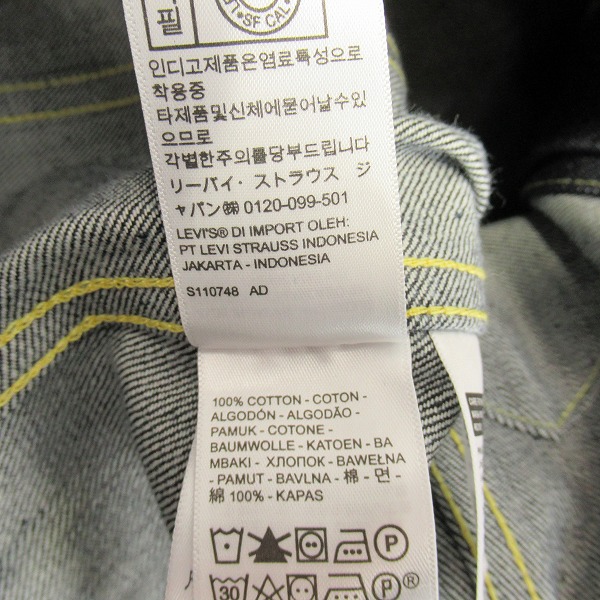 필
SF CAL
인디고제품은염료특성으로
착용중
타제품및신체에묻어날수있
으므로
각별한주의를당부드립니다
リーバイ・ストラウス ジ
ャパン㈱ 0120-099-501
LEVI'S® DI IMPORT OLEH:
PT LEVI STRAUSS INDONESIA
JAKARTA - INDONESIA
S110748 AD
100% COTTON - COTON -
ALGODÓN - ALGODÃO -
PAMUK - COTONE -
BAUMWOLLE - KATOEN - BA
MBAKI - ХЛОПОК - BAWEŁNA
- PAMUT - BAVLNA - 棉 - 면 -
綿 100% - KAPAS
P
30 P ®